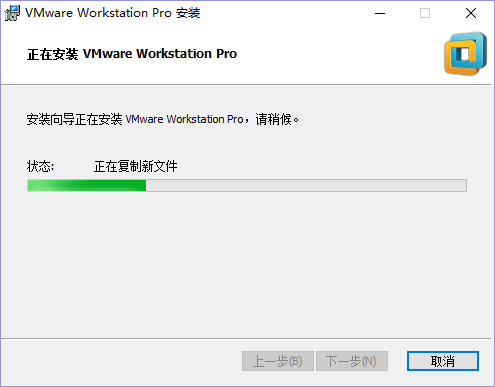 VMware Workstation Pro 安装
正在安装 VMware Workstation Pro
安装向导正在安装 VMware Workstation Pro，请稍候。
状态: 正在复制新文件
上一步(B) 下一步(N) 取消